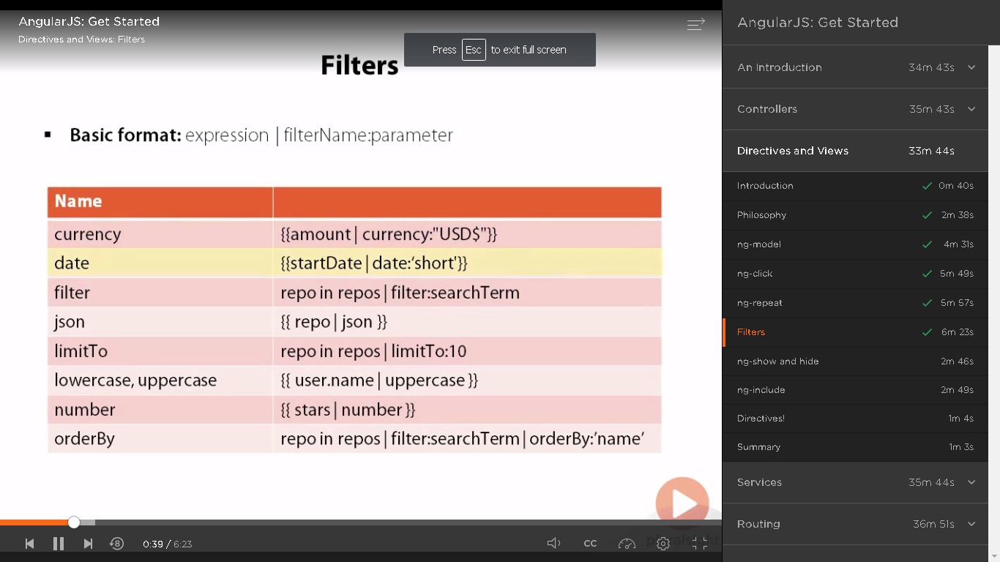 AngularJS: Get Started
Directives and Views: Filters
Press Esc to exit full screen
Filters
▪ Basic format: expression | filterName:parameter
Name
currency {{amount | currency:"USD$"}}
date {{startDate | date:‘short'}}
filter repo in repos | filter:searchTerm
json {{ repo | json }}
limitTo repo in repos | limitTo:10
lowercase, uppercase {{ user.name | uppercase }}
number {{ stars | number }}
orderBy repo in repos | filter:searchTerm | orderBy:’name’
8 0:39 / 6:23 CC
pluralsight
AngularJS: Get Started
An Introduction 34m 43s
Controllers 35m 43s
Directives and Views 33m 44s
Introduction 0m 40s
Philosophy 2m 38s
ng-model 4m 31s
ng-click 5m 49s
ng-repeat 5m 57s
Filters 6m 23s
ng-show and hide 2m 46s
ng-include 2m 49s
Directives! 1m 4s
Summary 1m 3s
Services 35m 44s
Routing 36m 51s